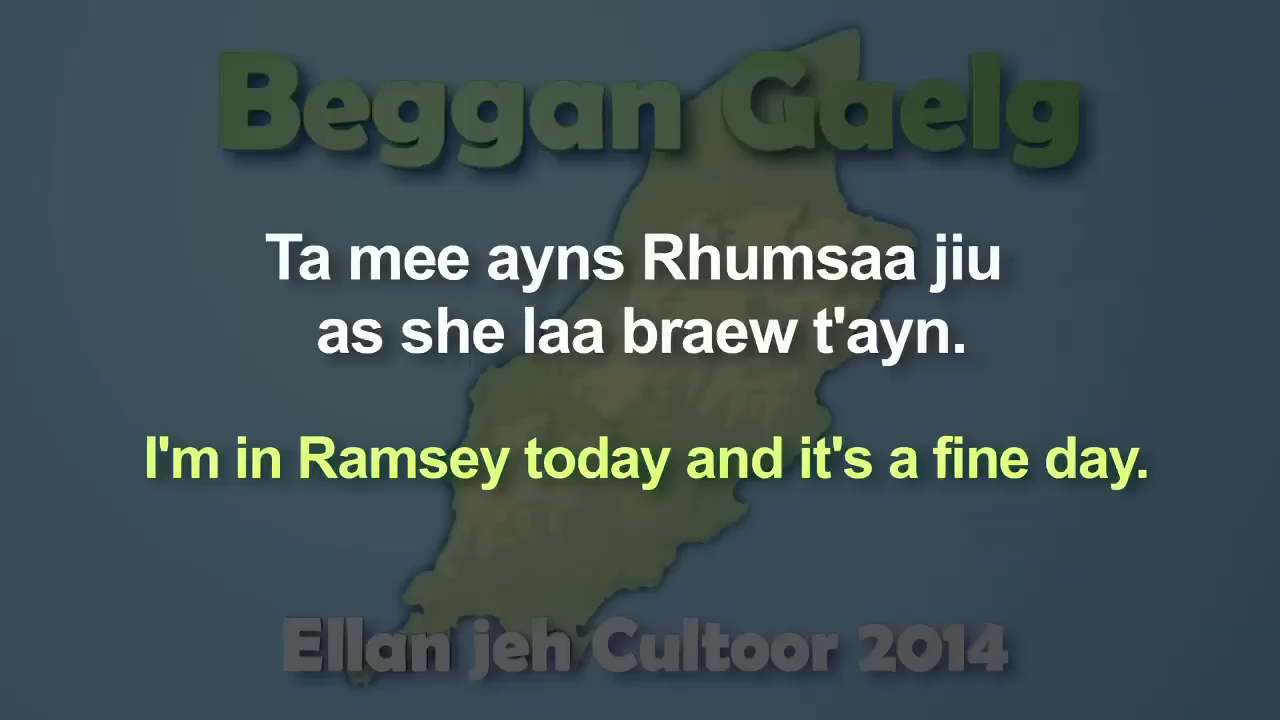 Beggan Gaelg
Ta mee ayns Rhumsaa jiu
as she laa braew t'ayn.
I'm in Ramsey today and it's a fine day.
Ellan jeh Cultoor 2014